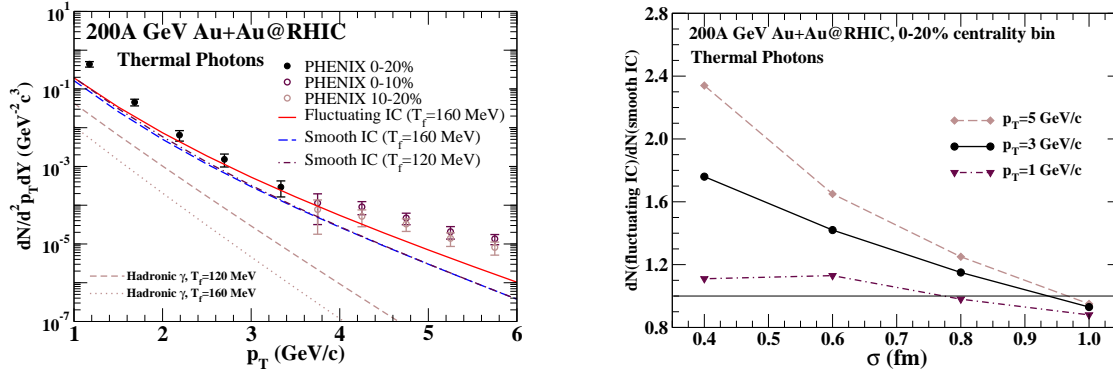 200A GeV Au+Au@RHIC
Thermal Photons
PHENIX 0-20%
PHENIX 0-10%
PHENIX 10-20%
Fluctuating IC (T_f=160 MeV)
Smooth IC (T_f=160 MeV)
Smooth IC (T_f=120 MeV)
Hadronic γ, T_f=120 MeV
Hadronic γ, T_f=160 MeV
dN/d²p_TdY (GeV⁻²c³)
10¹
10⁻¹
10⁻³
10⁻⁵
10⁻⁷
1 2 3 4 5 6
p_T (GeV/c)
200A GeV Au+Au@RHIC, 0-20% centrality bin
Thermal Photons
p_T=5 GeV/c
p_T=3 GeV/c
p_T=1 GeV/c
dN(fluctuating IC)/dN(smooth IC)
2.8
2.4
2.0
1.6
1.2
0.8
0.4 0.5 0.6 0.7 0.8 0.9 1.0
σ (fm)